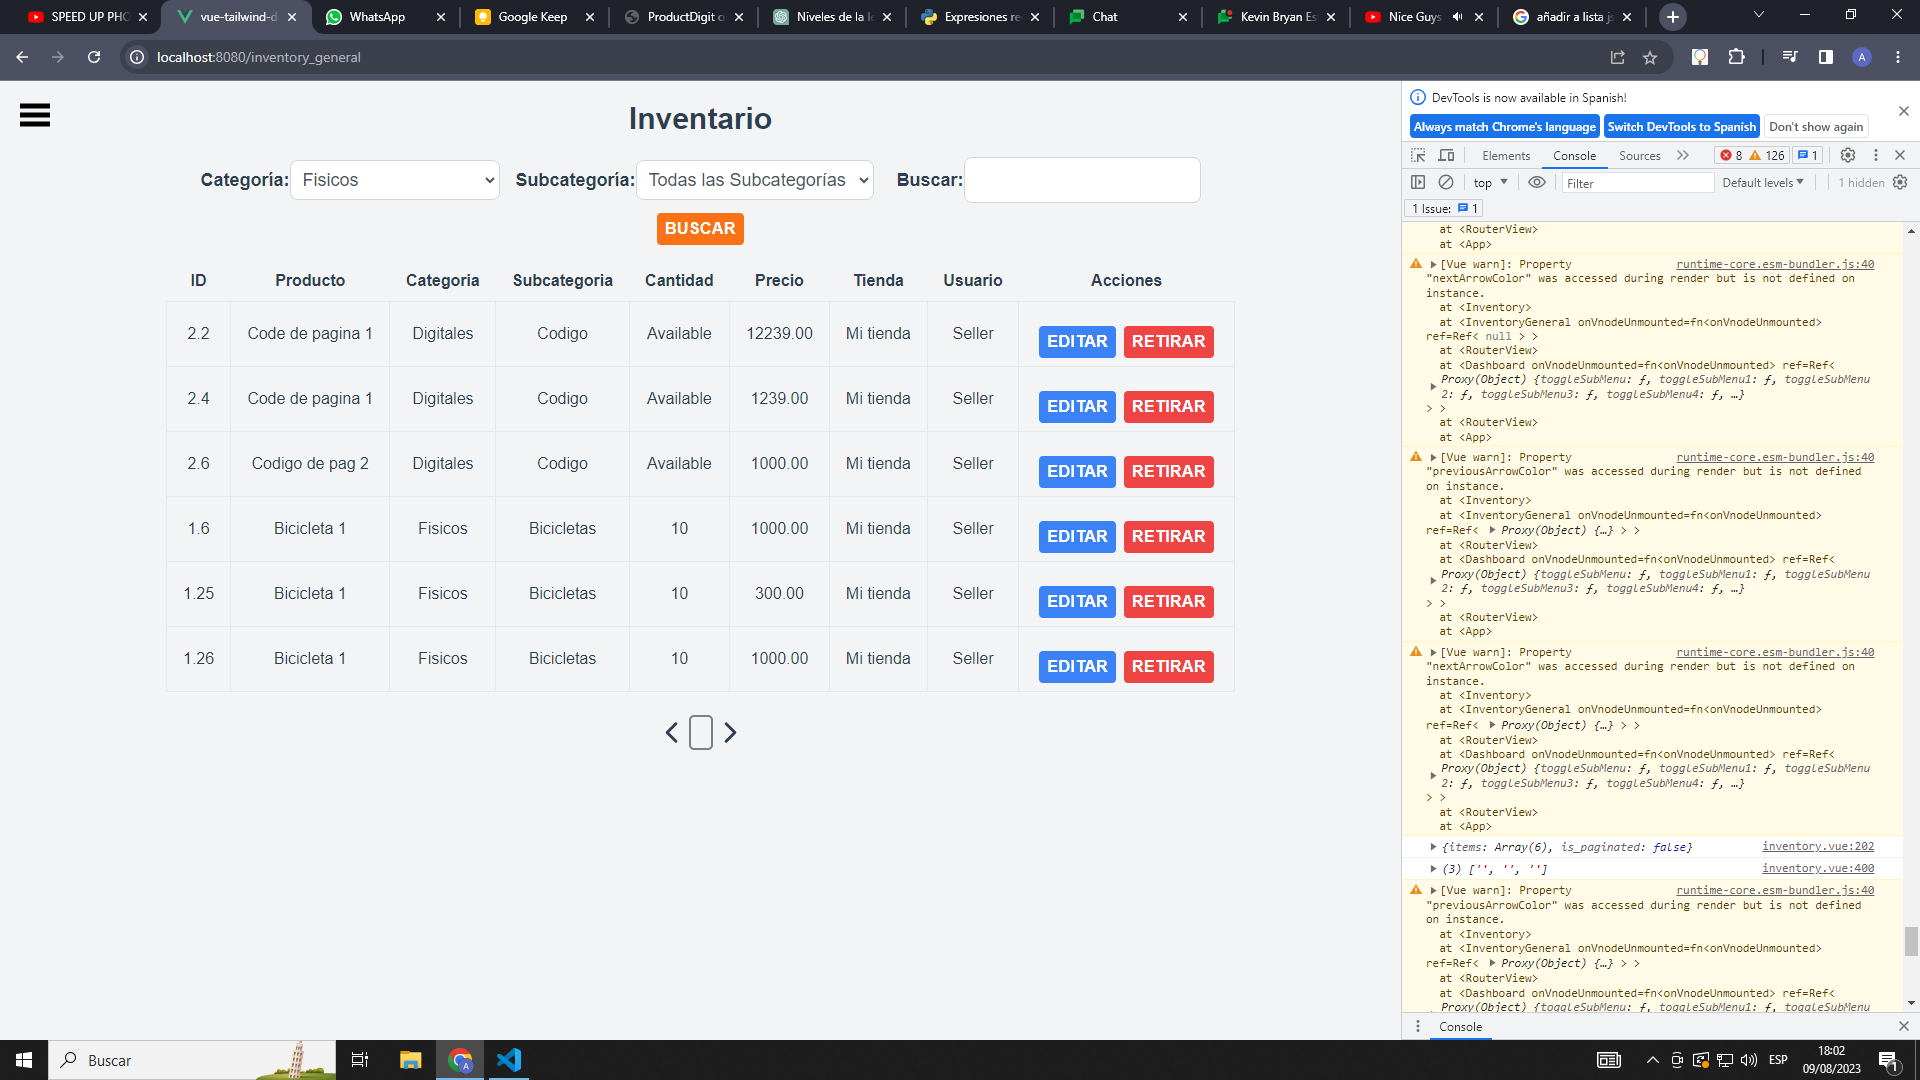 SPEED UP PHO
vue-tailwind-d
WhatsApp
Google Keep
ProductDigit o
Niveles de la le
Expresiones re
Chat
Kevin Bryan Es
Nice Guys
añadir a lista js
localhost:8080/inventory_general
A
DevTools is now available in Spanish!
Always match Chrome's language
Switch DevTools to Spanish
Don't show again
Elements
Console
Sources
8
126
1
top
Filter
Default levels
1 hidden
1 Issue:
1
Inventario
Categoría:
Fisicos
Subcategoría:
Todas las Subcategorías
Buscar:
BUSCAR
ID Producto Categoria Subcategoria Cantidad Precio Tienda Usuario Acciones
2.2 Code de pagina 1 Digitales Codigo Available 12239.00 Mi tienda Seller EDITAR RETIRAR
2.4 Code de pagina 1 Digitales Codigo Available 1239.00 Mi tienda Seller EDITAR RETIRAR
2.6 Codigo de pag 2 Digitales Codigo Available 1000.00 Mi tienda Seller EDITAR RETIRAR
1.6 Bicicleta 1 Fisicos Bicicletas 10 1000.00 Mi tienda Seller EDITAR RETIRAR
1.25 Bicicleta 1 Fisicos Bicicletas 10 300.00 Mi tienda Seller EDITAR RETIRAR
1.26 Bicicleta 1 Fisicos Bicicletas 10 1000.00 Mi tienda Seller EDITAR RETIRAR
at <RouterView>
at <App>
[Vue warn]: Property runtime-core.esm-bundler.js:40
"nextArrowColor" was accessed during render but is not defined on
instance.
at <Inventory>
at <InventoryGeneral onVnodeUnmounted=fn<onVnodeUnmounted>
ref=Ref< null > >
at <RouterView>
at <Dashboard onVnodeUnmounted=fn<onVnodeUnmounted> ref=Ref<
Proxy(Object) {toggleSubMenu: ƒ, toggleSubMenu1: ƒ, toggleSubMenu
2: ƒ, toggleSubMenu3: ƒ, toggleSubMenu4: ƒ, …}
> >
at <RouterView>
at <App>
[Vue warn]: Property runtime-core.esm-bundler.js:40
"previousArrowColor" was accessed during render but is not defined
on instance.
at <Inventory>
at <InventoryGeneral onVnodeUnmounted=fn<onVnodeUnmounted>
ref=Ref< Proxy(Object) {…} > >
at <RouterView>
at <Dashboard onVnodeUnmounted=fn<onVnodeUnmounted> ref=Ref<
Proxy(Object) {toggleSubMenu: ƒ, toggleSubMenu1: ƒ, toggleSubMenu
2: ƒ, toggleSubMenu3: ƒ, toggleSubMenu4: ƒ, …}
> >
at <RouterView>
at <App>
[Vue warn]: Property runtime-core.esm-bundler.js:40
"nextArrowColor" was accessed during render but is not defined on
instance.
at <Inventory>
at <InventoryGeneral onVnodeUnmounted=fn<onVnodeUnmounted>
ref=Ref< Proxy(Object) {…} > >
at <RouterView>
at <Dashboard onVnodeUnmounted=fn<onVnodeUnmounted> ref=Ref<
Proxy(Object) {toggleSubMenu: ƒ, toggleSubMenu1: ƒ, toggleSubMenu
2: ƒ, toggleSubMenu3: ƒ, toggleSubMenu4: ƒ, …}
> >
at <RouterView>
at <App>
{items: Array(6), is_paginated: false} inventory.vue:202
(3) ['', '', ''] inventory.vue:400
[Vue warn]: Property runtime-core.esm-bundler.js:40
"previousArrowColor" was accessed during render but is not defined
on instance.
at <Inventory>
at <InventoryGeneral onVnodeUnmounted=fn<onVnodeUnmounted>
ref=Ref< Proxy(Object) {…} > >
at <RouterView>
at <Dashboard onVnodeUnmounted=fn<onVnodeUnmounted> ref=Ref<
Proxy(Object) {toggleSubMenu: ƒ, toggleSubMenu1: ƒ, toggleSubMenu
Console
Buscar
A
ESP
18:02
09/08/2023
1